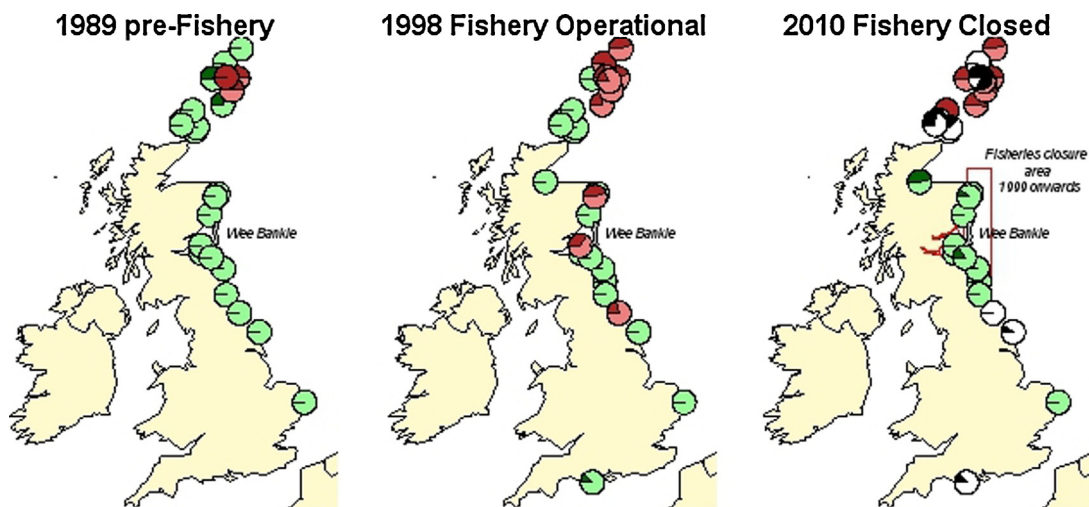 1989 pre-Fishery
1998 Fishery Operational
2010 Fishery Closed
Fisheries closure
area
1000 onwards
Wee Bankie
Wee Bankie
Wee Bankie